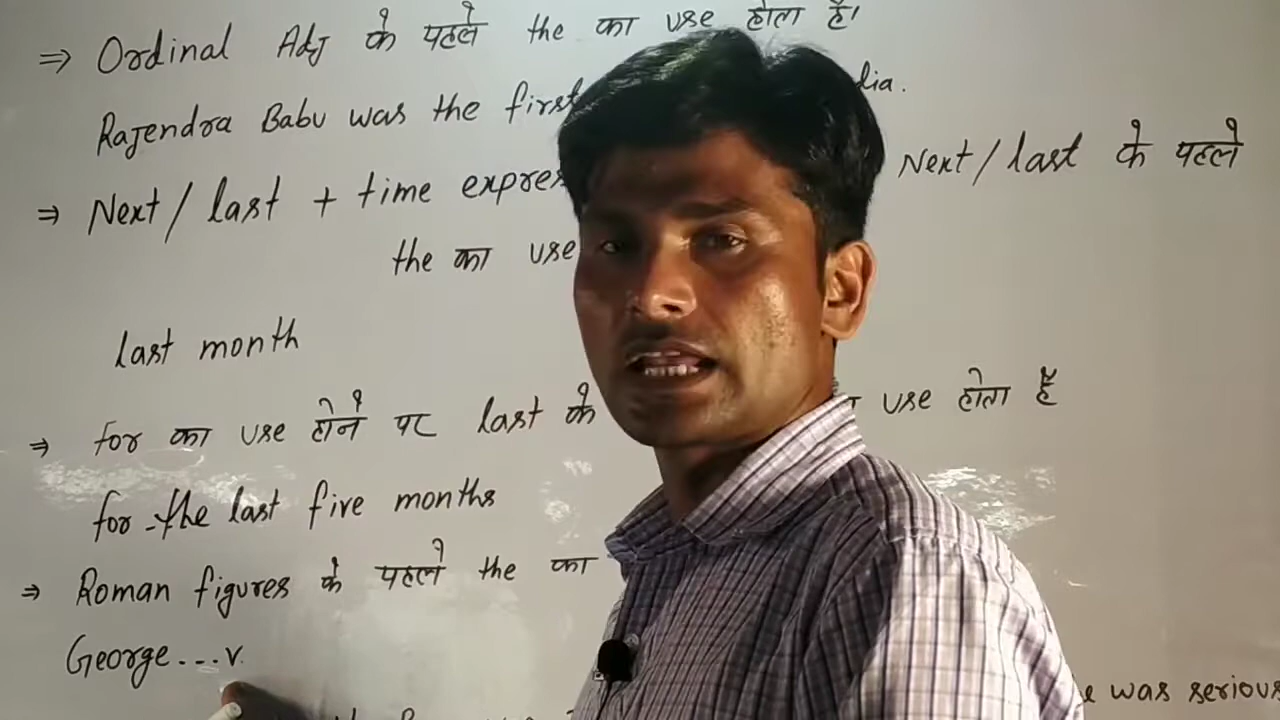 ⇒ Ordinal Adj के पहले the का use होता है।
Rajendra Babu was the first dia.
⇒ Next / last + time expres Next / last के पहले
the का use
last month
⇒ for का use होने पर last के use होता है
for the last five months
⇒ Roman figures के पहले the का
George...v.
e was serious